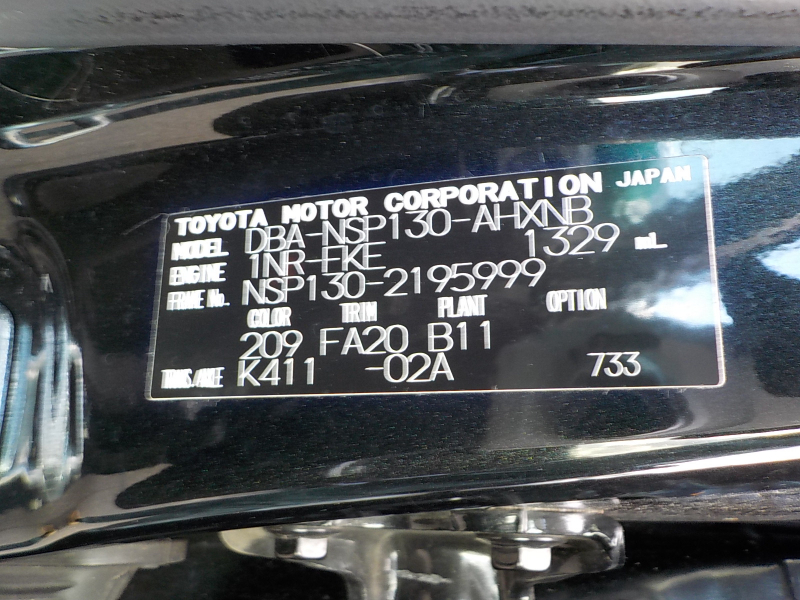 TOYOTA MOTOR CORPORATION JAPAN
MODEL DBA-NSP130-AHXNB
ENGINE 1NR-FKE 1329 mL
FRAME No. NSP130-2195999
COLOR TRIM PLANT OPTION
209 FA20 B11
TRANS./AXLE K411 -02A 733